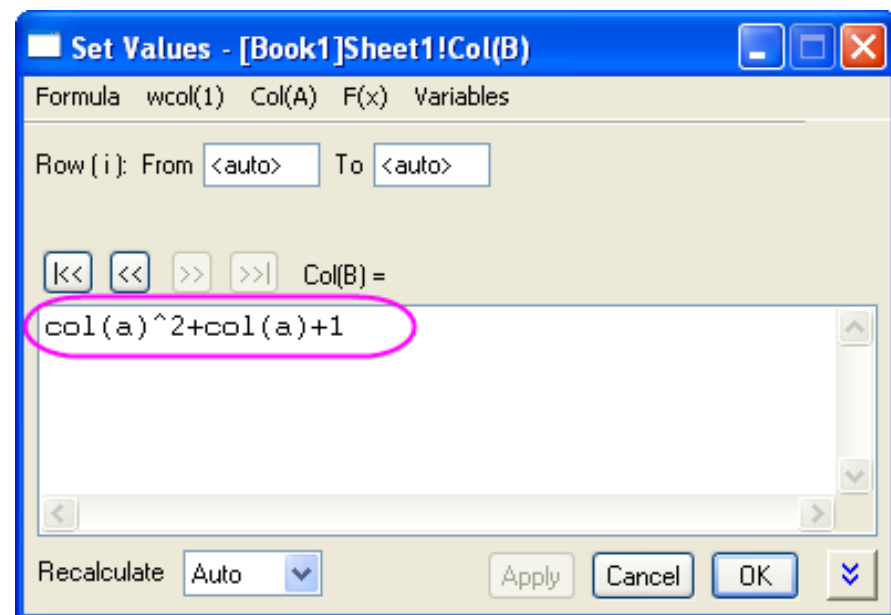 Set Values - [Book1]Sheet1!Col(B)
Formula wcol(1) Col(A) F(x) Variables
Row (i): From <auto> To <auto>
|<< << >> >>| Col(B) =
col(a)^2+col(a)+1
Recalculate Auto Apply Cancel OK